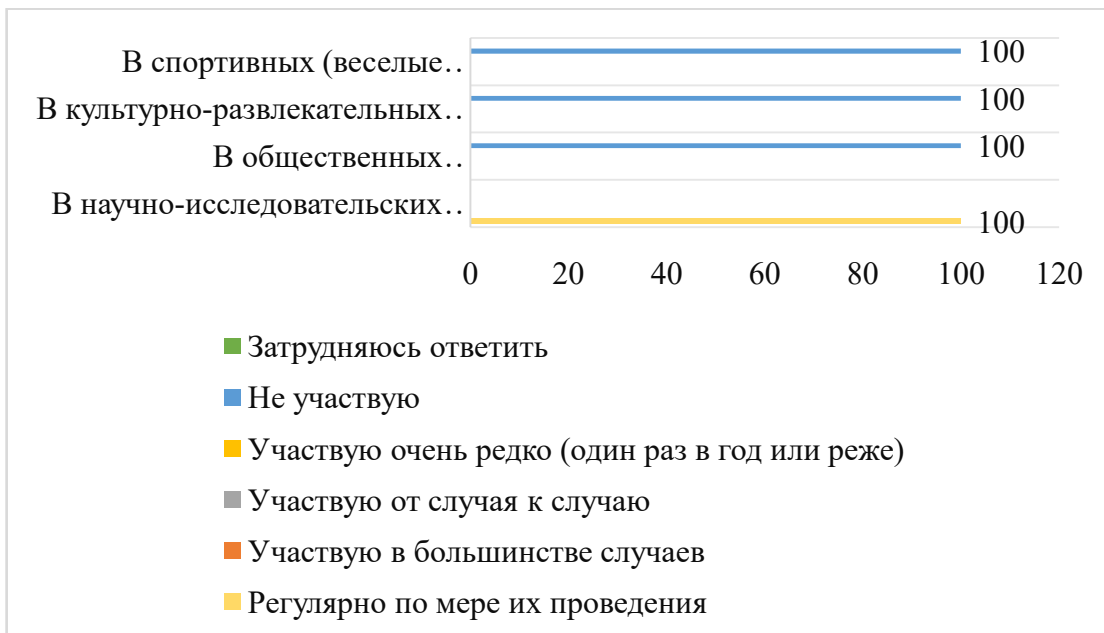 В спортивных (веселые..
100
В культурно-развлекательных..
100
В общественных..
100
В научно-исследовательских..
100
0 20 40 60 80 100 120
Затрудняюсь ответить
Не участвую
Участвую очень редко (один раз в год или реже)
Участвую от случая к случаю
Участвую в большинстве случаев
Регулярно по мере их проведения